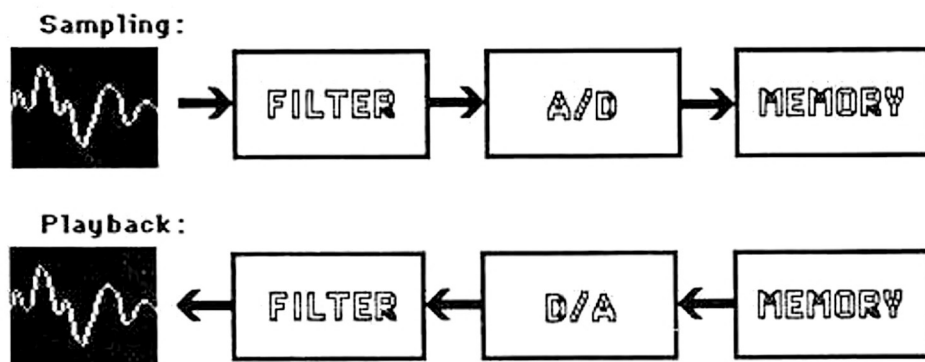 Sampling:
FILTER A/D MEMORY
Playback:
FILTER D/A MEMORY